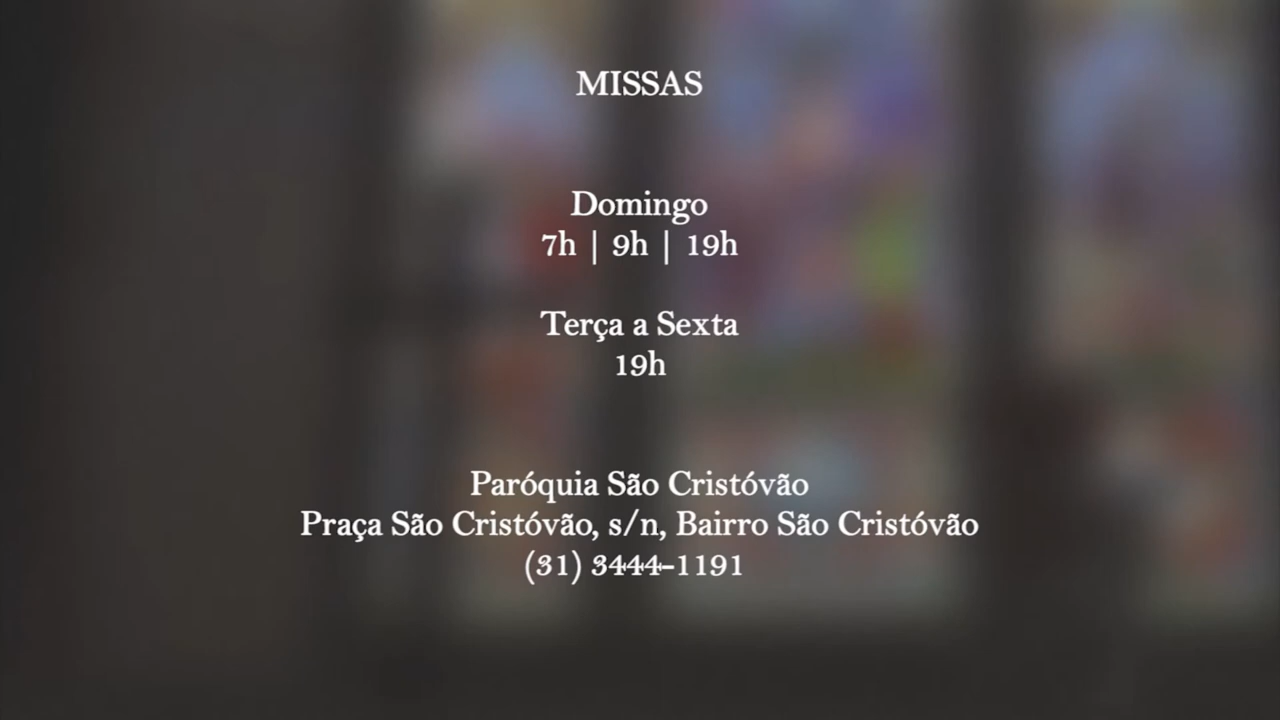 MISSAS
Domingo
7h | 9h | 19h
Terça a Sexta
19h
Paróquia São Cristóvão
Praça São Cristóvão, s/n, Bairro São Cristóvão
(31) 3444-1191